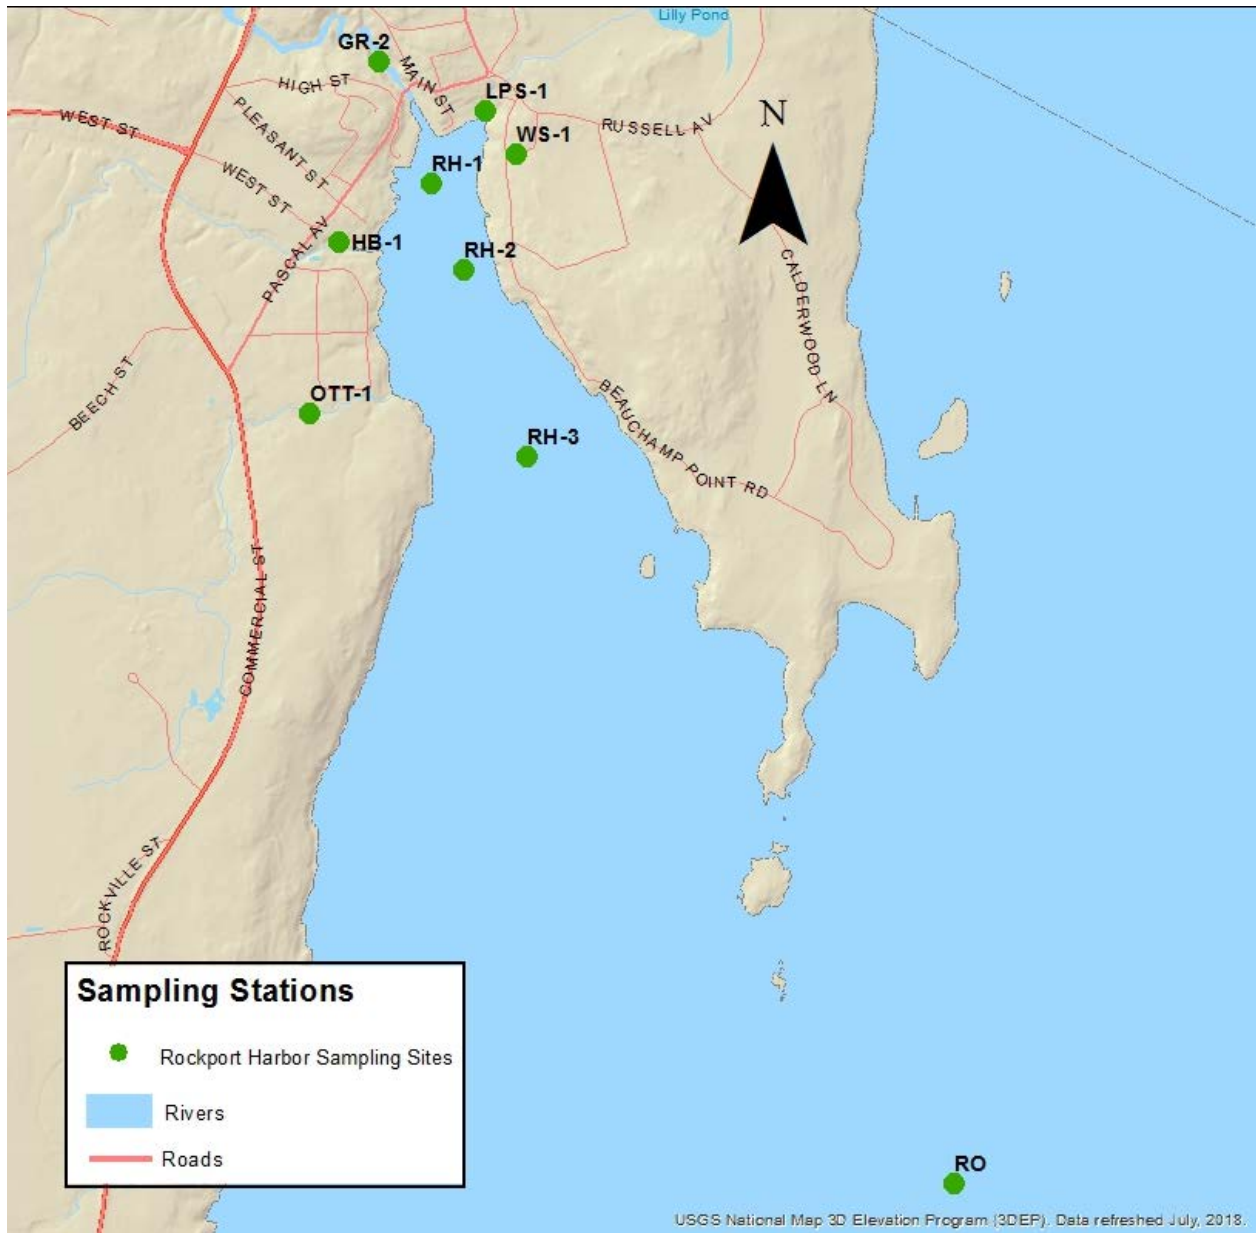 Lilly Pond
GR-2
MAIN ST
HIGH ST
LPS-1
WEST ST
PLEASANT ST
RUSSELL AV
N
WS-1
RH-1
WEST ST
HB-1
RH-2
PASCAL AV
CALDERWOOD LN
BEECH ST
OTT-1
BEAUCHAMP POINT RD
RH-3
COMMERCIAL ST
ROCKVILLE ST
Sampling Stations
Rockport Harbor Sampling Sites
Rivers
Roads
RO
USGS National Map 3D Elevation Program (3DEP). Data refreshed July, 2018.